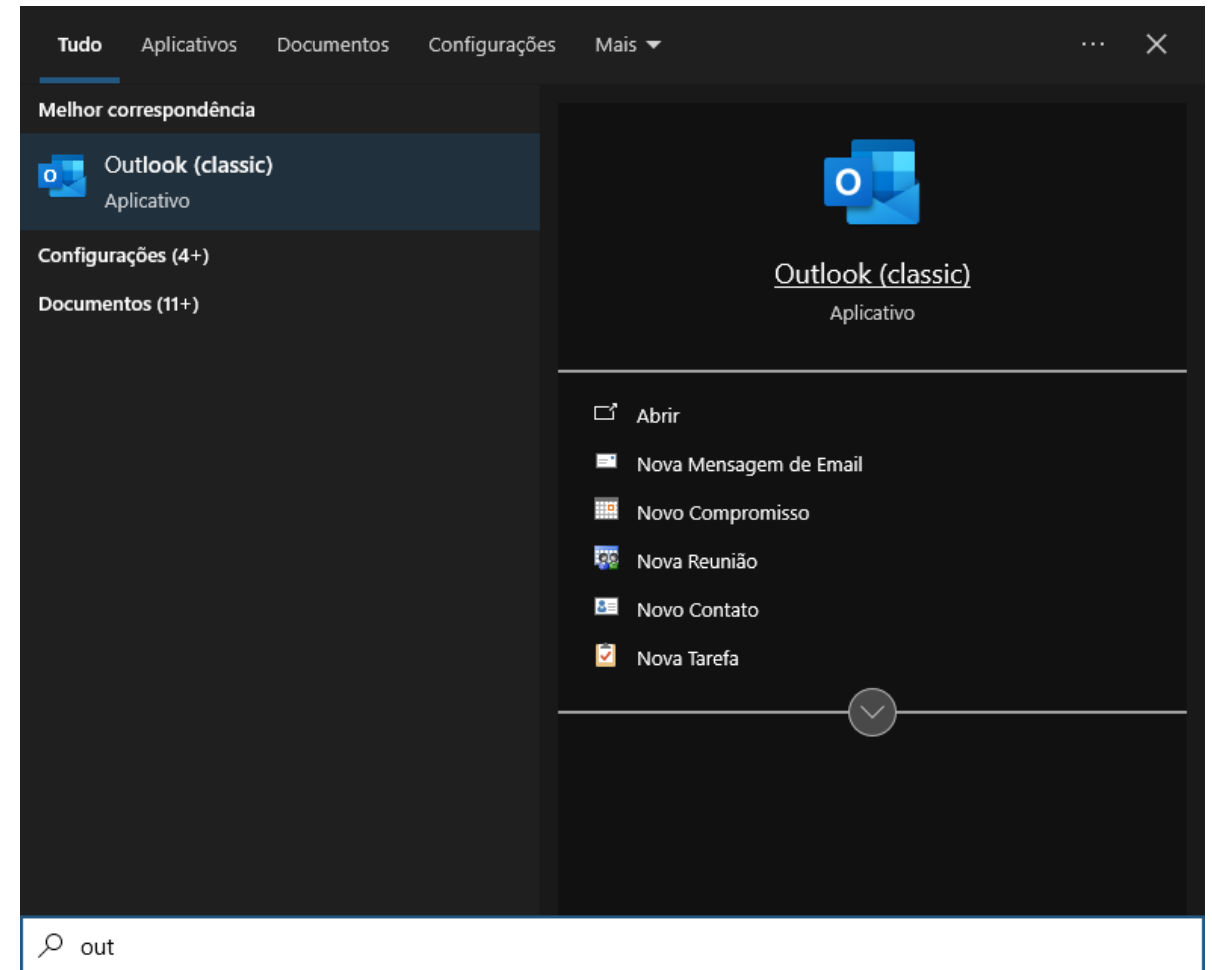 Tudo Aplicativos Documentos Configurações Mais
Melhor correspondência
Outlook (classic)
Aplicativo
Configurações (4+)
Documentos (11+)
Outlook (classic)
Aplicativo
Abrir
Nova Mensagem de Email
Novo Compromisso
Nova Reunião
Novo Contato
Nova Tarefa
out